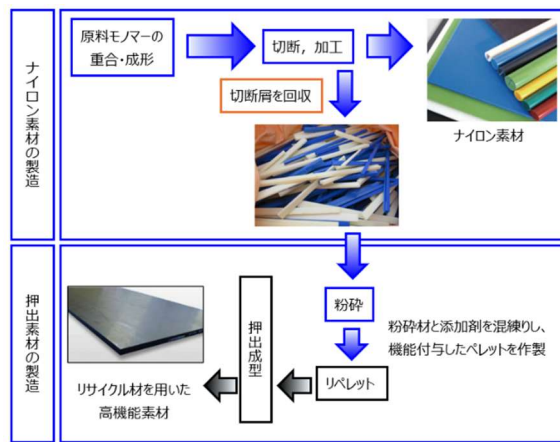 ナイロン素材の製造
原料モノマーの
重合・成形
切断，加工
切断屑を回収
ナイロン素材
押出素材の製造
粉砕
粉砕材と添加剤を混練りし、
機能付与したペレットを作製
リペレット
押出成型
リサイクル材を用いた
高機能素材